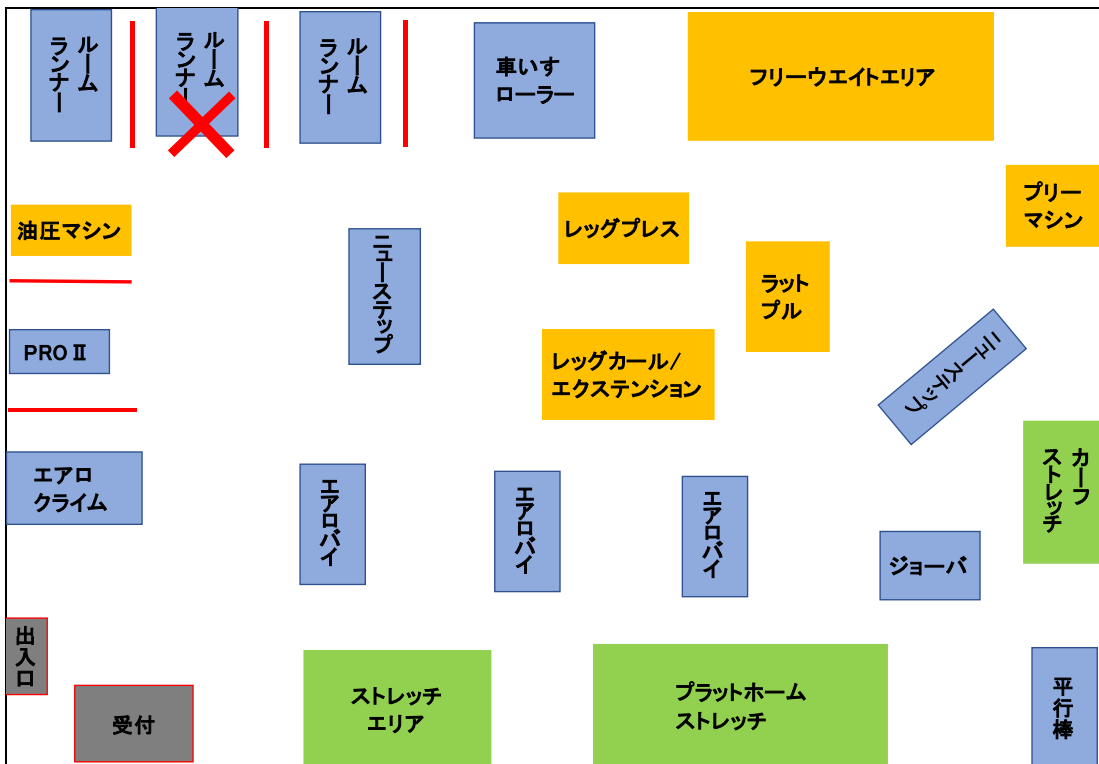 ルーム
ランナー
ルーム
ランナー
ルーム
ランナー
車いす
ローラー
フリーウエイトエリア
プリー
マシン
油圧マシン
レッグプレス
ニューステップ
ラット
プル
PROⅡ
レッグカール/
エクステンション
ニューステップ
カーフ
ストレッチ
エアロ
クライム
エアロバイ
エアロバイ
エアロバイ
ジョーバ
出入口
受付
ストレッチ
エリア
プラットホーム
ストレッチ
平行棒